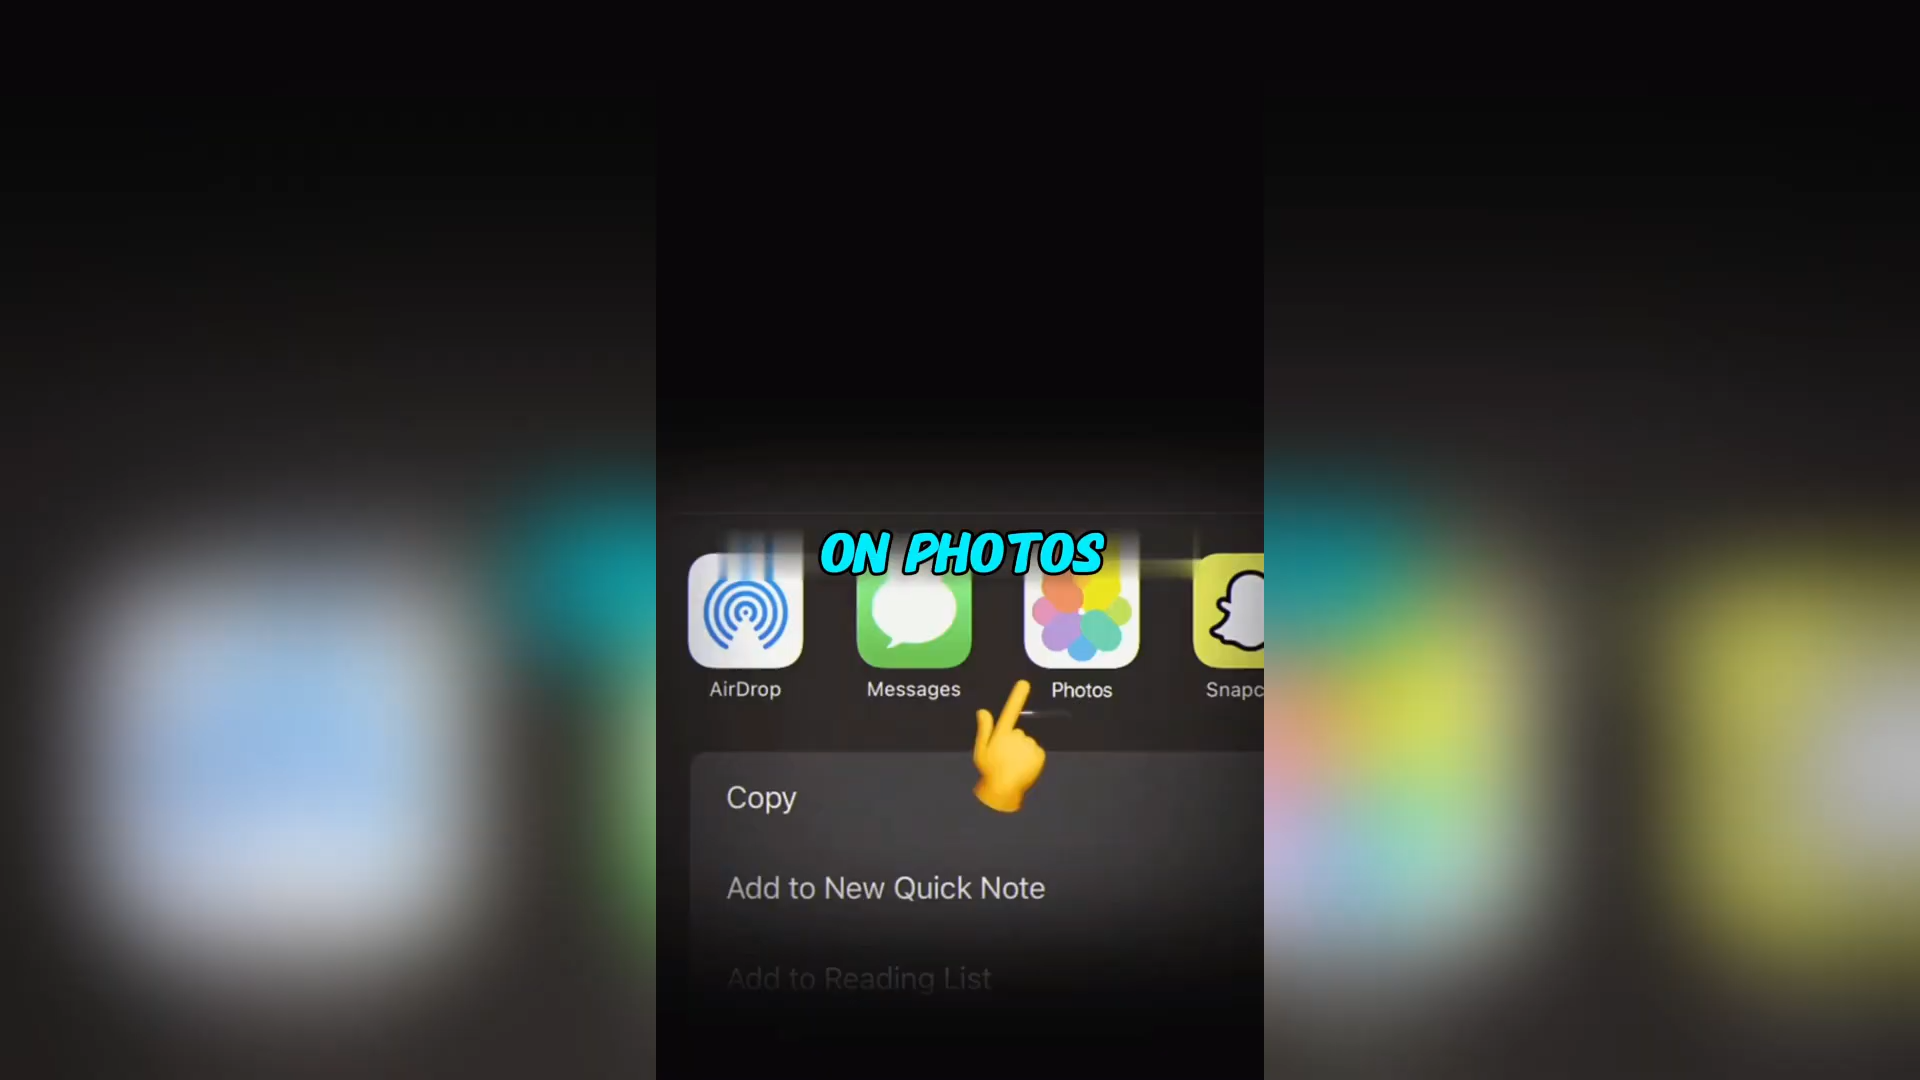 ON PHOTOS
AirDrop
Messages
Photos
Snapc
Copy
Add to New Quick Note
Add to Reading List